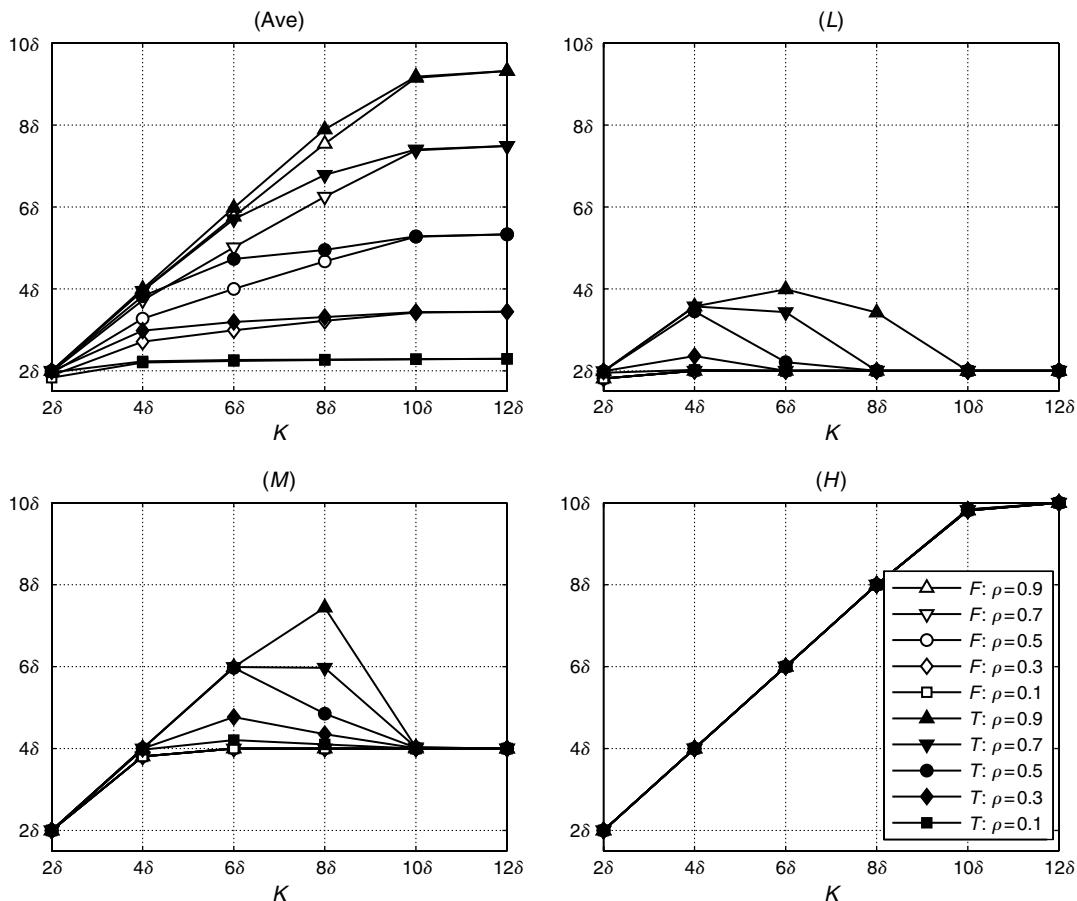 (Ave)
10δ
8δ
6δ
4δ
2δ
2δ 4δ 6δ 8δ 10δ 12δ
K
(L)
10δ
8δ
6δ
4δ
2δ
2δ 4δ 6δ 8δ 10δ 12δ
K
(M)
10δ
8δ
6δ
4δ
2δ
2δ 4δ 6δ 8δ 10δ 12δ
K
(H)
10δ
8δ
6δ
4δ
2δ
2δ 4δ 6δ 8δ 10δ 12δ
K
F: ρ=0.9
F: ρ=0.7
F: ρ=0.5
F: ρ=0.3
F: ρ=0.1
T: ρ=0.9
T: ρ=0.7
T: ρ=0.5
T: ρ=0.3
T: ρ=0.1